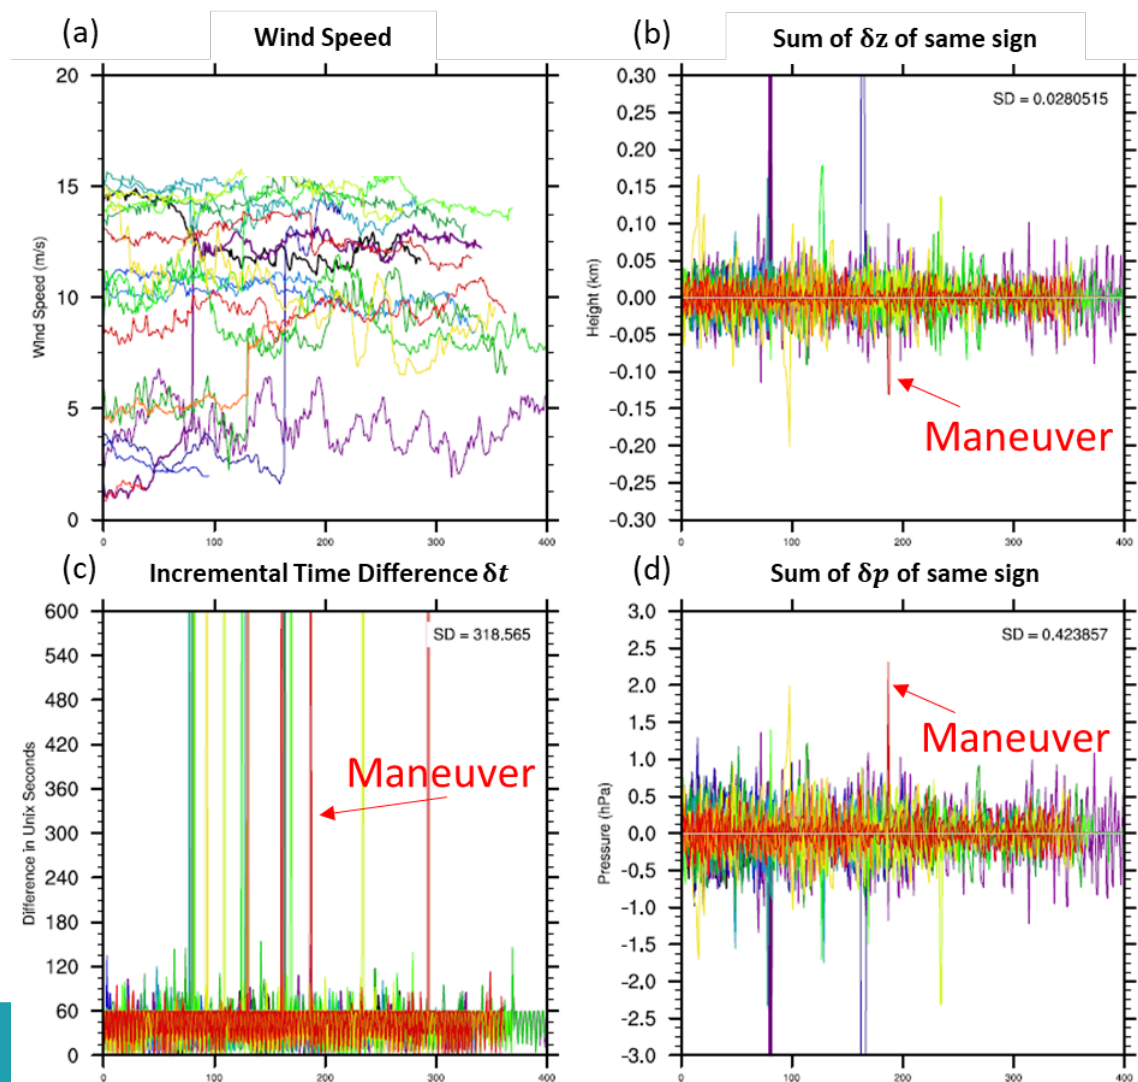 (a)
Wind Speed
20
15
10
5
0
Wind Speed (m/s)
0 100 200 300 400
(b)
Sum of δz of same sign
SD = 0.0280515
0.30
0.25
0.20
0.15
0.10
0.05
0.00
-0.05
-0.10
-0.15
-0.20
-0.25
-0.30
Height (km)
Maneuver
0 100 200 300 400
(c)
Incremental Time Difference δt
SD = 318.565
600
540
480
420
360
300
240
180
120
60
0
Difference in Unix Seconds
Maneuver
0 100 200 300 400
(d)
Sum of δp of same sign
SD = 0.423857
3.0
2.5
2.0
1.5
1.0
0.5
0.0
-0.5
-1.0
-1.5
-2.0
-2.5
-3.0
Pressure (hPa)
Maneuver
0 100 200 300 400